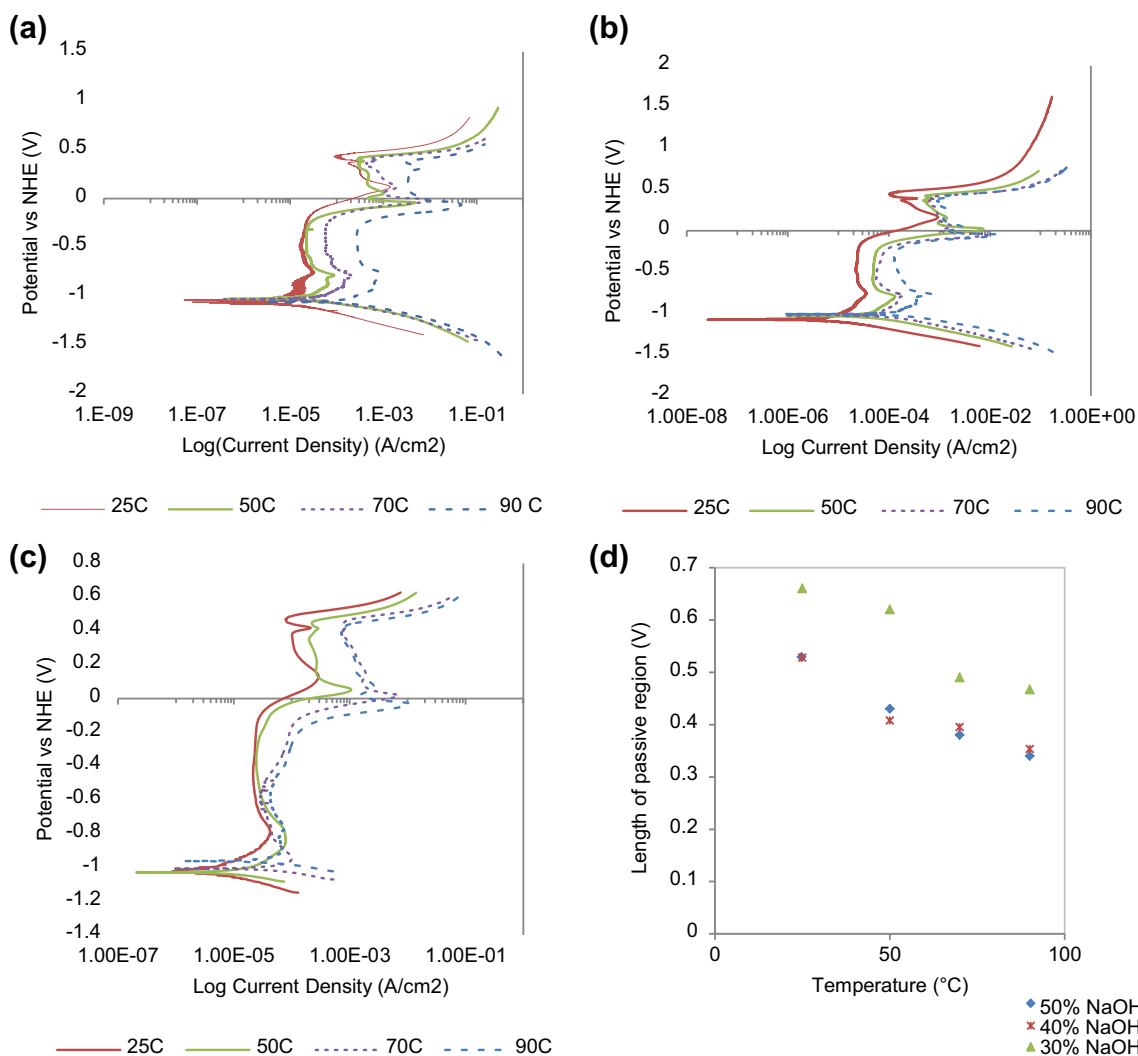 (a)
1.5
1
0.5
0
-0.5
-1
-1.5
-2
Potential vs NHE (V)
1.E-09 1.E-07 1.E-05 1.E-03 1.E-01
Log(Current Density) (A/cm2)
25C 50C 70C 90 C
(b)
2
1.5
1
0.5
0
-0.5
-1
-1.5
-2
Potential vs NHE (V)
1.00E-08 1.00E-06 1.00E-04 1.00E-02 1.00E+00
Log Current Density (A/cm2)
25C 50C 70C 90C
(c)
0.8
0.6
0.4
0.2
0
-0.2
-0.4
-0.6
-0.8
-1
-1.2
-1.4
Potential vs NHE (V)
1.00E-07 1.00E-05 1.00E-03 1.00E-01
Log Current Density (A/cm2)
25C 50C 70C 90C
(d)
0.7
0.6
0.5
0.4
0.3
0.2
0.1
0
Length of passive region (V)
0 50 100
Temperature (°C)
50% NaOH
40% NaOH
30% NaOH